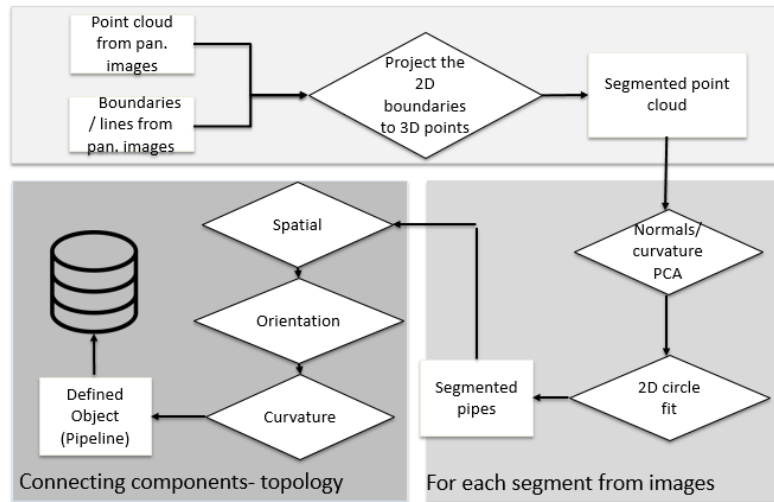 Point cloud
from pan.
images
Boundaries
/ lines from
pan. images
Project the
2D
boundaries
to 3D points
Segmented point
cloud
Normals/
curvature
PCA
2D circle
fit
Segmented
pipes
For each segment from images
Spatial
Orientation
Curvature
Defined
Object
(Pipeline)
Connecting components- topology